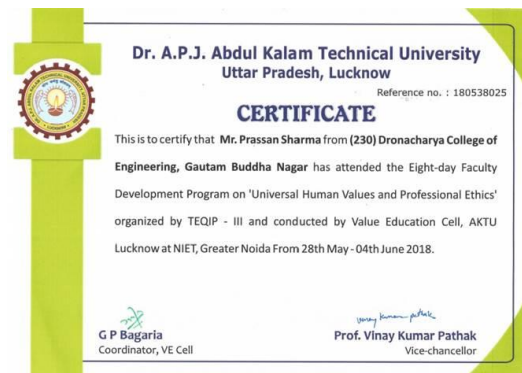 Dr. A.P.J. Abdul Kalam Technical University
Uttar Pradesh, Lucknow
Reference no. : 180538025
CERTIFICATE
This is to certify that Mr. Prassan Sharma from (230) Dronacharya College of
Engineering, Gautam Buddha Nagar has attended the Eight-day Faculty
Development Program on 'Universal Human Values and Professional Ethics'
organized by TEQIP - III and conducted by Value Education Cell, AKTU
Lucknow at NIET, Greater Noida From 28th May - 04th June 2018.
vinay kumar pathak
G P Bagaria
Coordinator, VE Cell
Prof. Vinay Kumar Pathak
Vice-chancellor